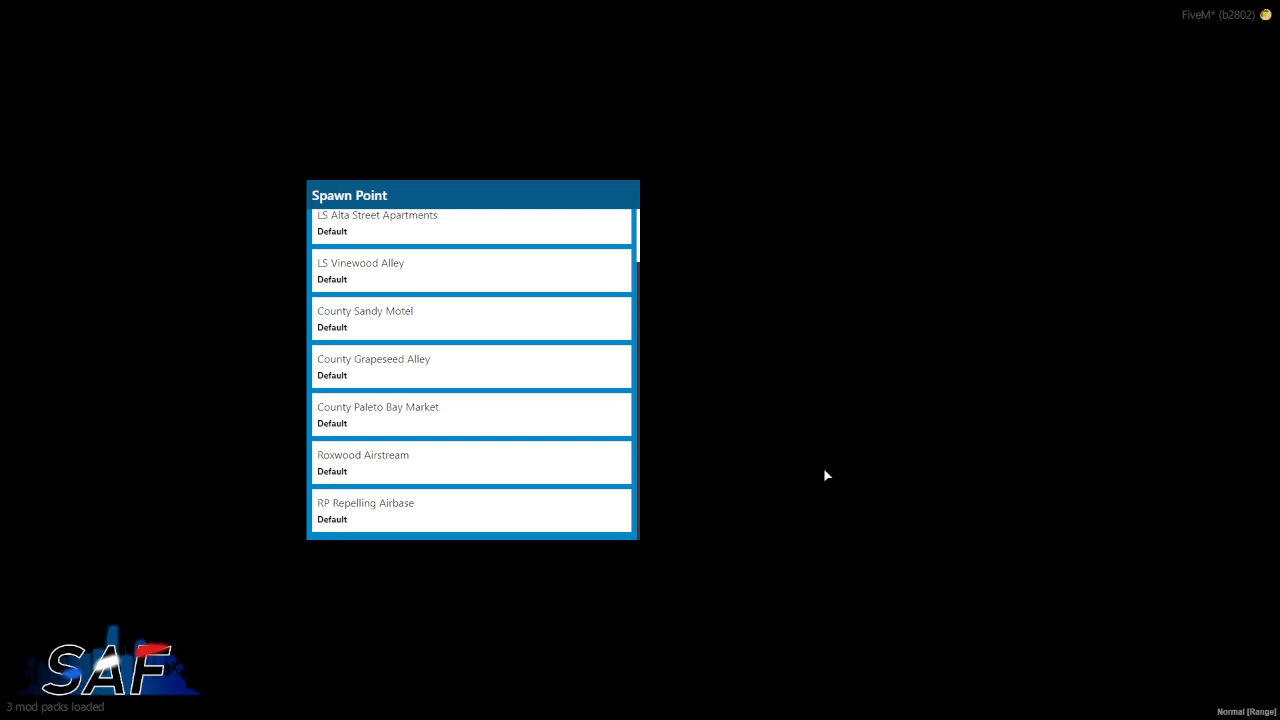 FiveM* (b2802)
Spawn Point
LS Alta Street Apartments
Default
LS Vinewood Alley
Default
County Sandy Motel
Default
County Grapeseed Alley
Default
County Paleto Bay Market
Default
Roxwood Airstream
Default
RP Repelling Airbase
Default
SAF
3 mod packs loaded
Normal [Range]